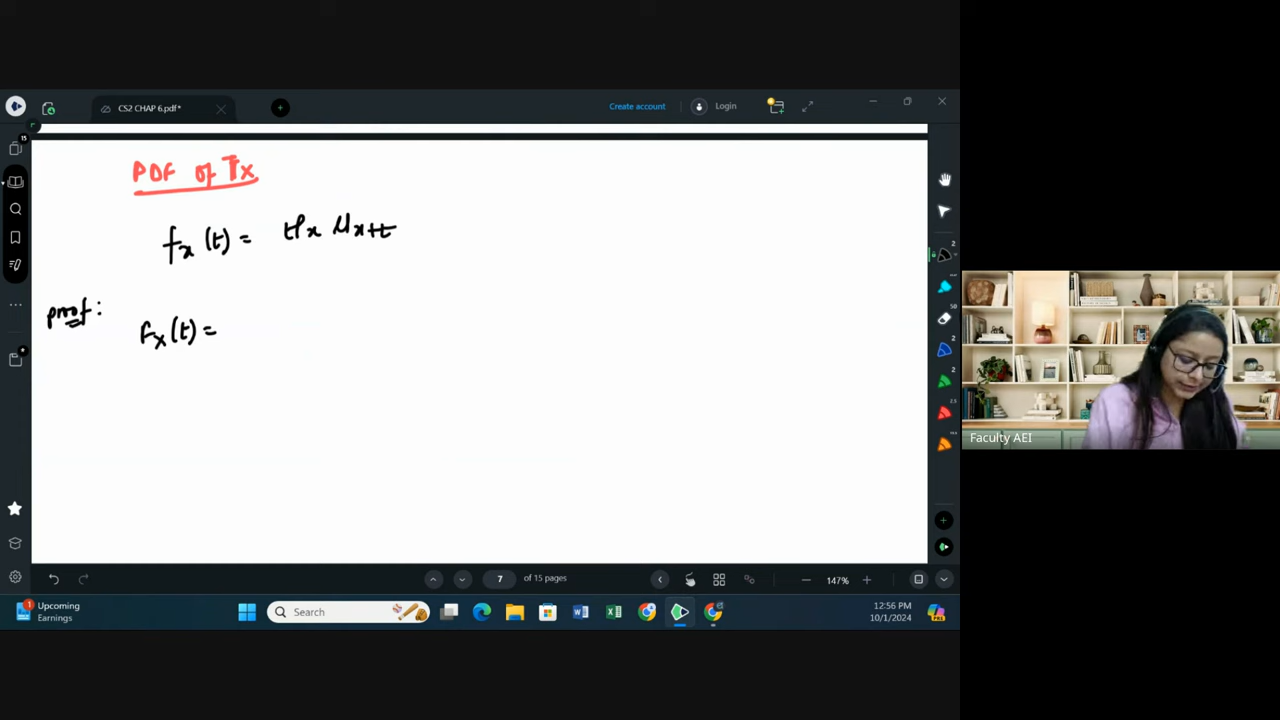 CS2 CHAP 6.pdf*
Create account
Login
15
PDF of Tx
fx (t) = tPx μx+t
proof:
Fx (t) =
Faculty AEI
7 of 15 pages
147%
Upcoming
Earnings
Search
12:56 PM
10/1/2024